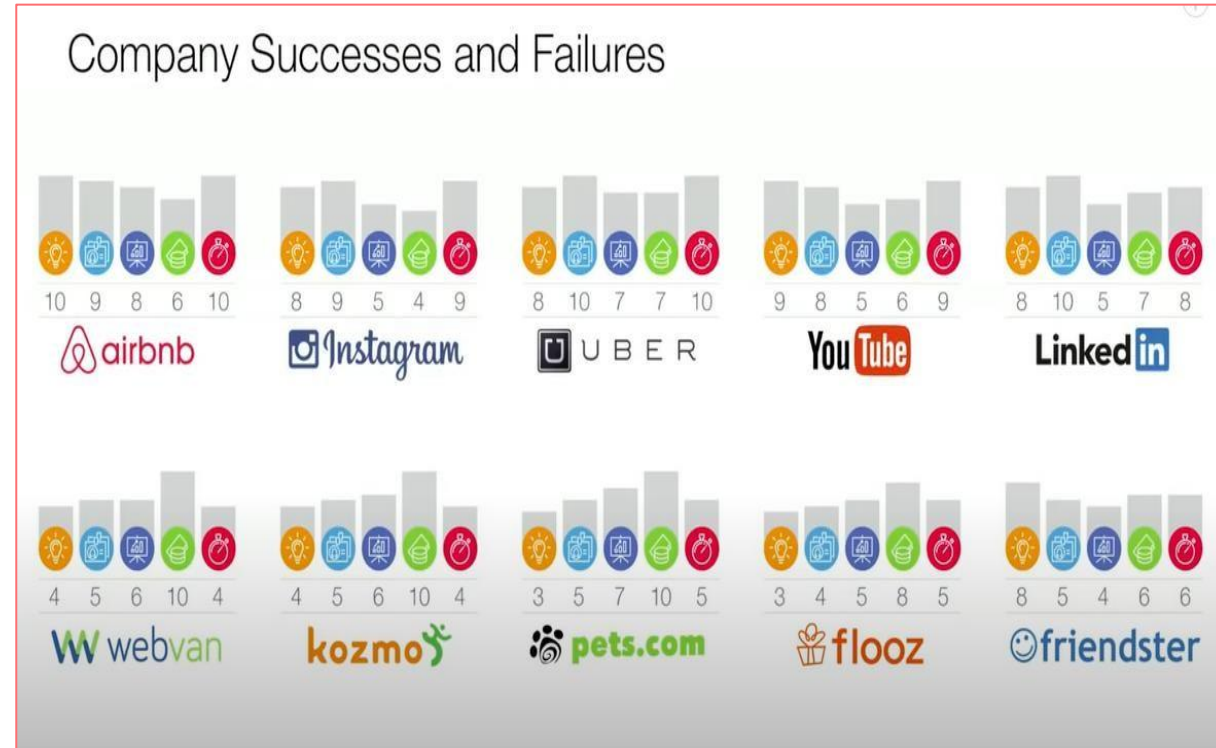 Company Successes and Failures
10 9 8 6 10
8 9 5 4 9
8 10 7 7 10
9 8 5 6 9
8 10 5 7 8
airbnb
Instagram
UBER
YouTube
Linked in
4 5 6 10 4
4 5 6 10 4
3 5 7 10 5
3 4 5 8 5
8 5 4 6 6
webvan
kozmo
pets.com
flooz
friendster